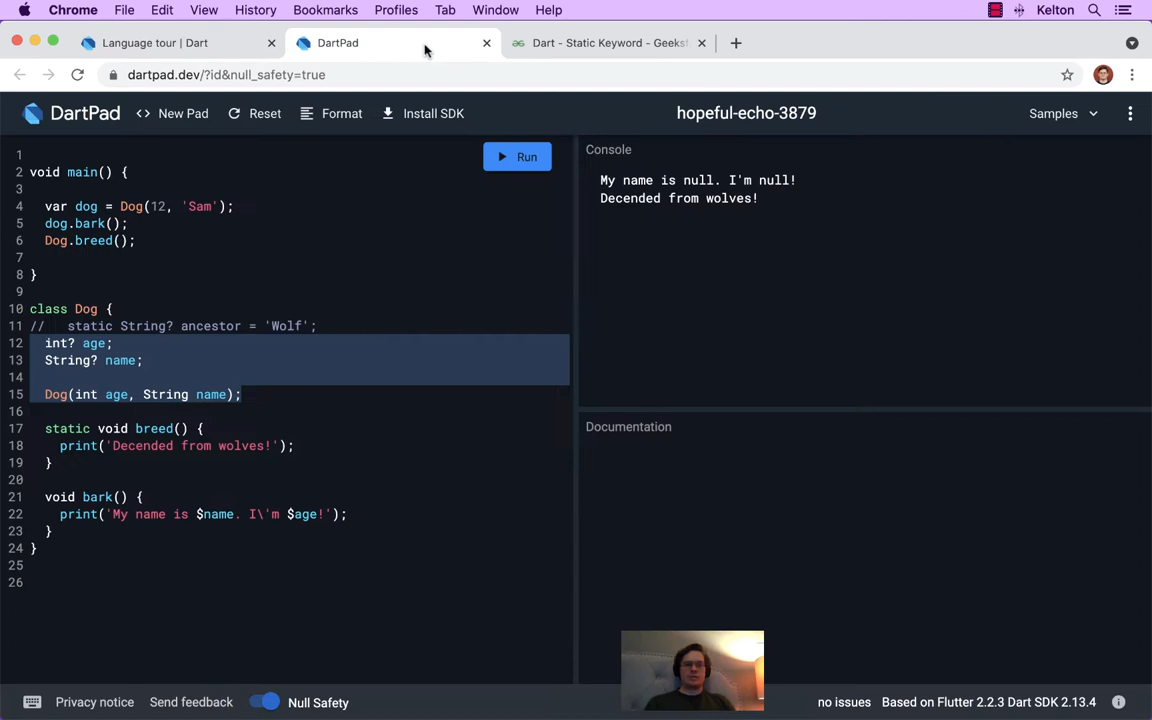 Chrome File Edit View History Bookmarks Profiles Tab Window Help Kelton
Language tour | Dart DartPad Dart - Static Keyword - Geeks
dartpad.dev/?id&null_safety=true
DartPad <> New Pad Reset Format Install SDK hopeful-echo-3879 Samples
Run
Console
My name is null. I'm null!
Decended from wolves!
1
2 void main() {
3
4 var dog = Dog(12, 'Sam');
5 dog.bark();
6 Dog.breed();
7
8 }
9
10 class Dog {
11 // static String? ancestor = 'Wolf';
12 int? age;
13 String? name;
14
15 Dog(int age, String name);
16
17 static void breed() {
18 print('Decended from wolves!');
19 }
20
21 void bark() {
22 print('My name is $name. I\'m $age!');
23 }
24 }
25
26
Documentation
Privacy notice Send feedback Null Safety no issues Based on Flutter 2.2.3 Dart SDK 2.13.4